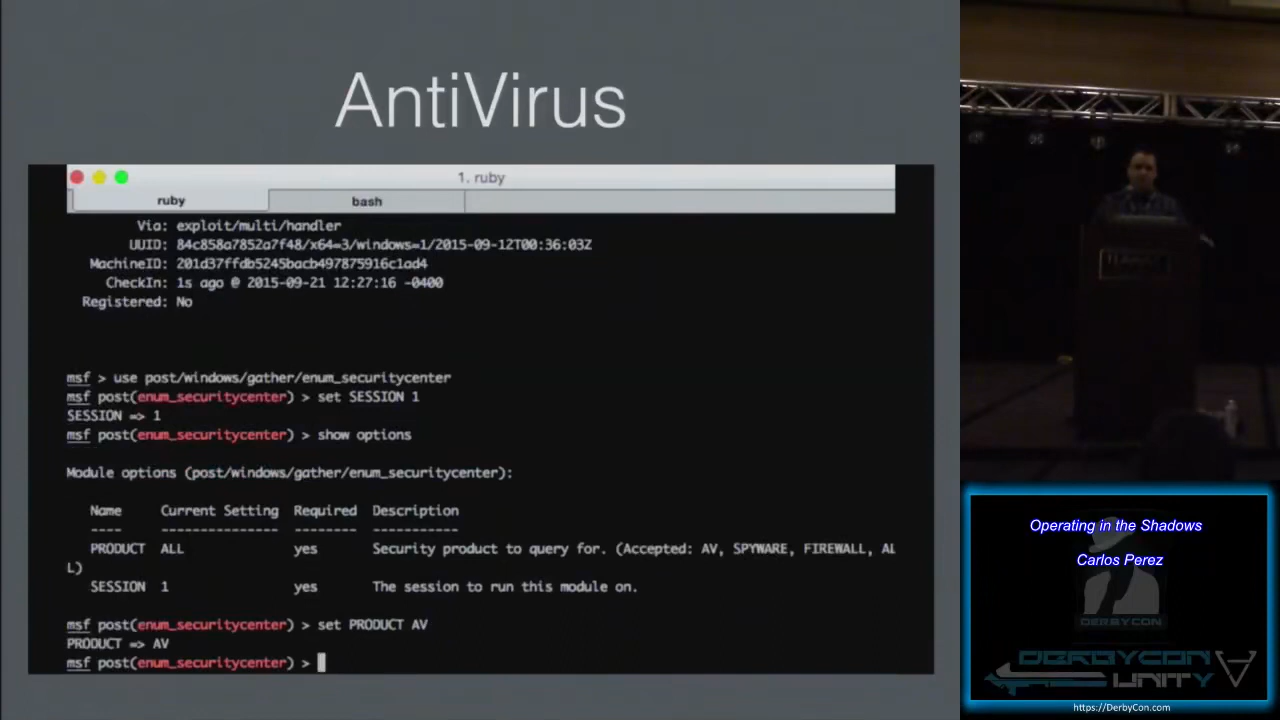 AntiVirus
1. ruby
ruby
bash
Via: exploit/multi/handler
UUID: 84c858a7852a7f48/x64=3/windows=1/2015-09-12T00:36:03Z
MachineID: 201d37ffdb5245bacb497875916c1ad4
CheckIn: 1s ago @ 2015-09-21 12:27:16 -0400
Registered: No
msf > use post/windows/gather/enum_securitycenter
msf post(enum_securitycenter) > set SESSION 1
SESSION => 1
msf post(enum_securitycenter) > show options
Module options (post/windows/gather/enum_securitycenter):
Name Current Setting Required Description
---- --------------- -------- -----------
PRODUCT ALL yes Security product to query for. (Accepted: AV, SPYWARE, FIREWALL, AL
L)
SESSION 1 yes The session to run this module on.
msf post(enum_securitycenter) > set PRODUCT AV
PRODUCT => AV
msf post(enum_securitycenter) >
Operating in the Shadows
Carlos Perez
DERBYCON
DERBYCON
UNITY
https://DerbyCon.com